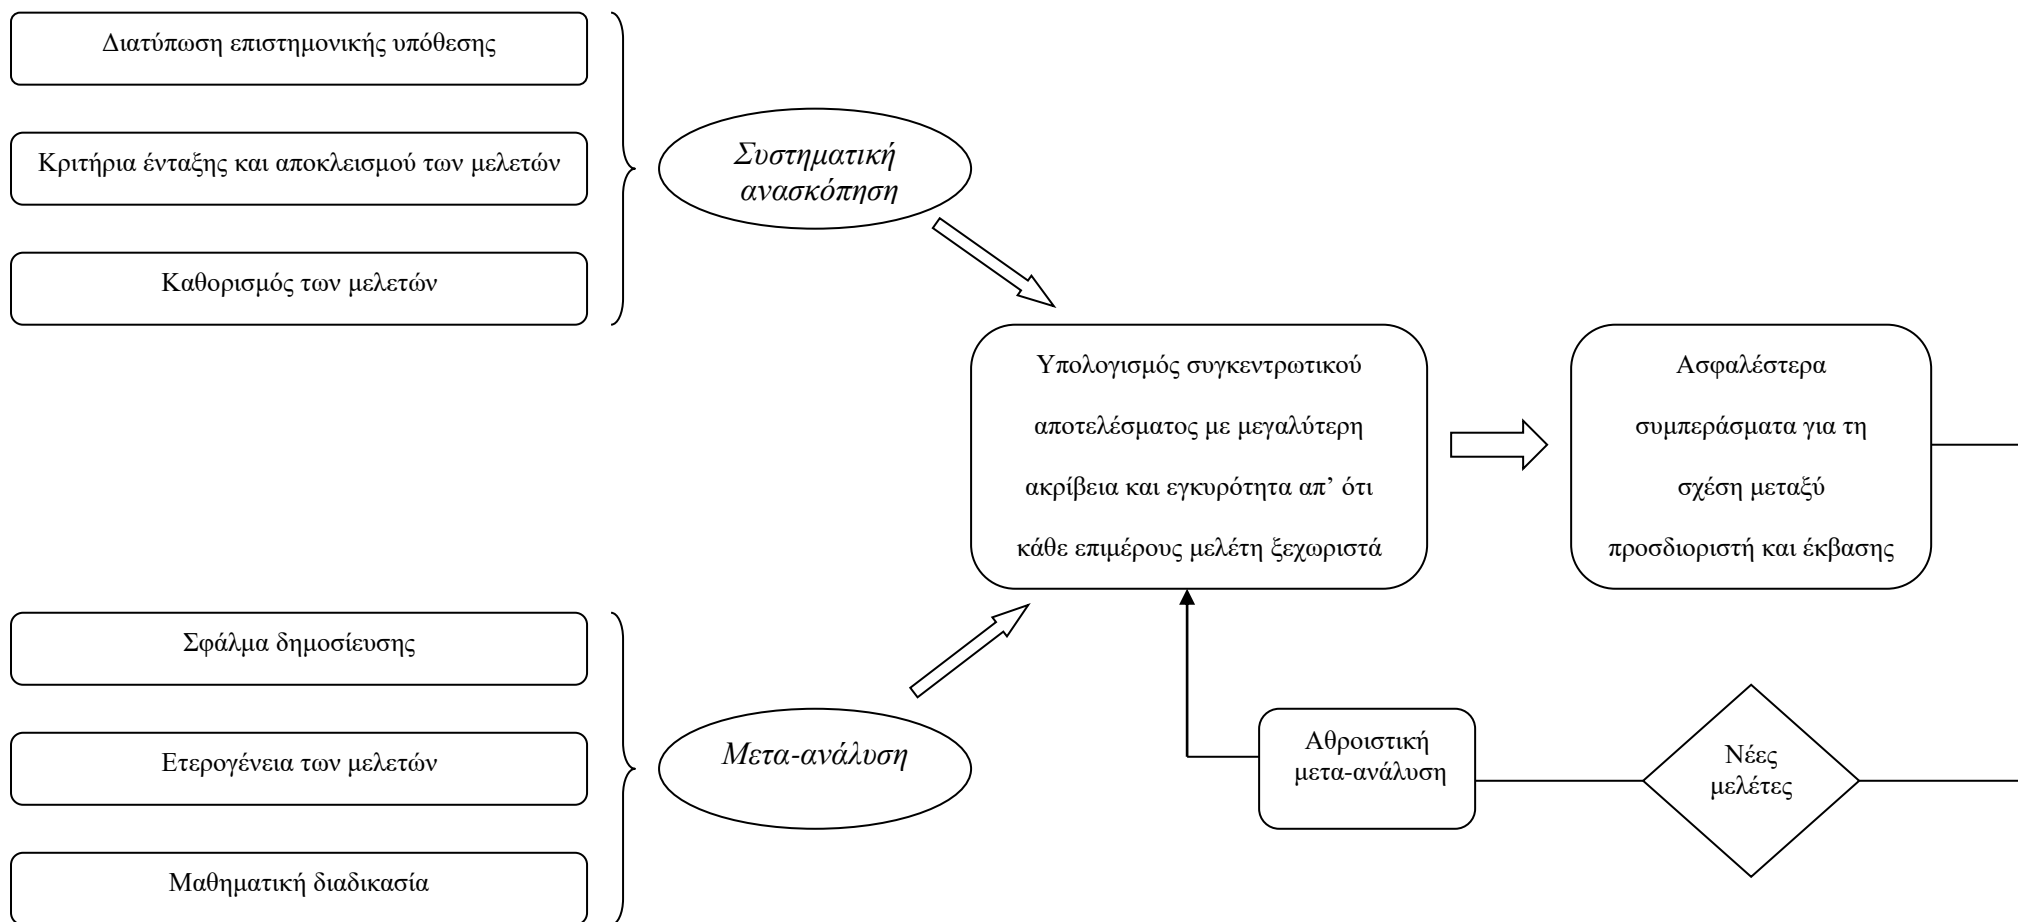 Διατύπωση επιστημονικής υπόθεσης
Κριτήρια ένταξης και αποκλεισμού των μελετών
Καθορισμός των μελετών
Συστηματική
ανασκόπηση
Υπολογισμός συγκεντρωτικού
αποτελέσματος με μεγαλύτερη
ακρίβεια και εγκυρότητα απ’ ότι
κάθε επιμέρους μελέτη ξεχωριστά
Ασφαλέστερα
συμπεράσματα για τη
σχέση μεταξύ
προσδιοριστή και έκβασης
Σφάλμα δημοσίευσης
Ετερογένεια των μελετών
Μαθηματική διαδικασία
Μετα-ανάλυση
Αθροιστική
μετα-ανάλυση
Νέες
μελέτες